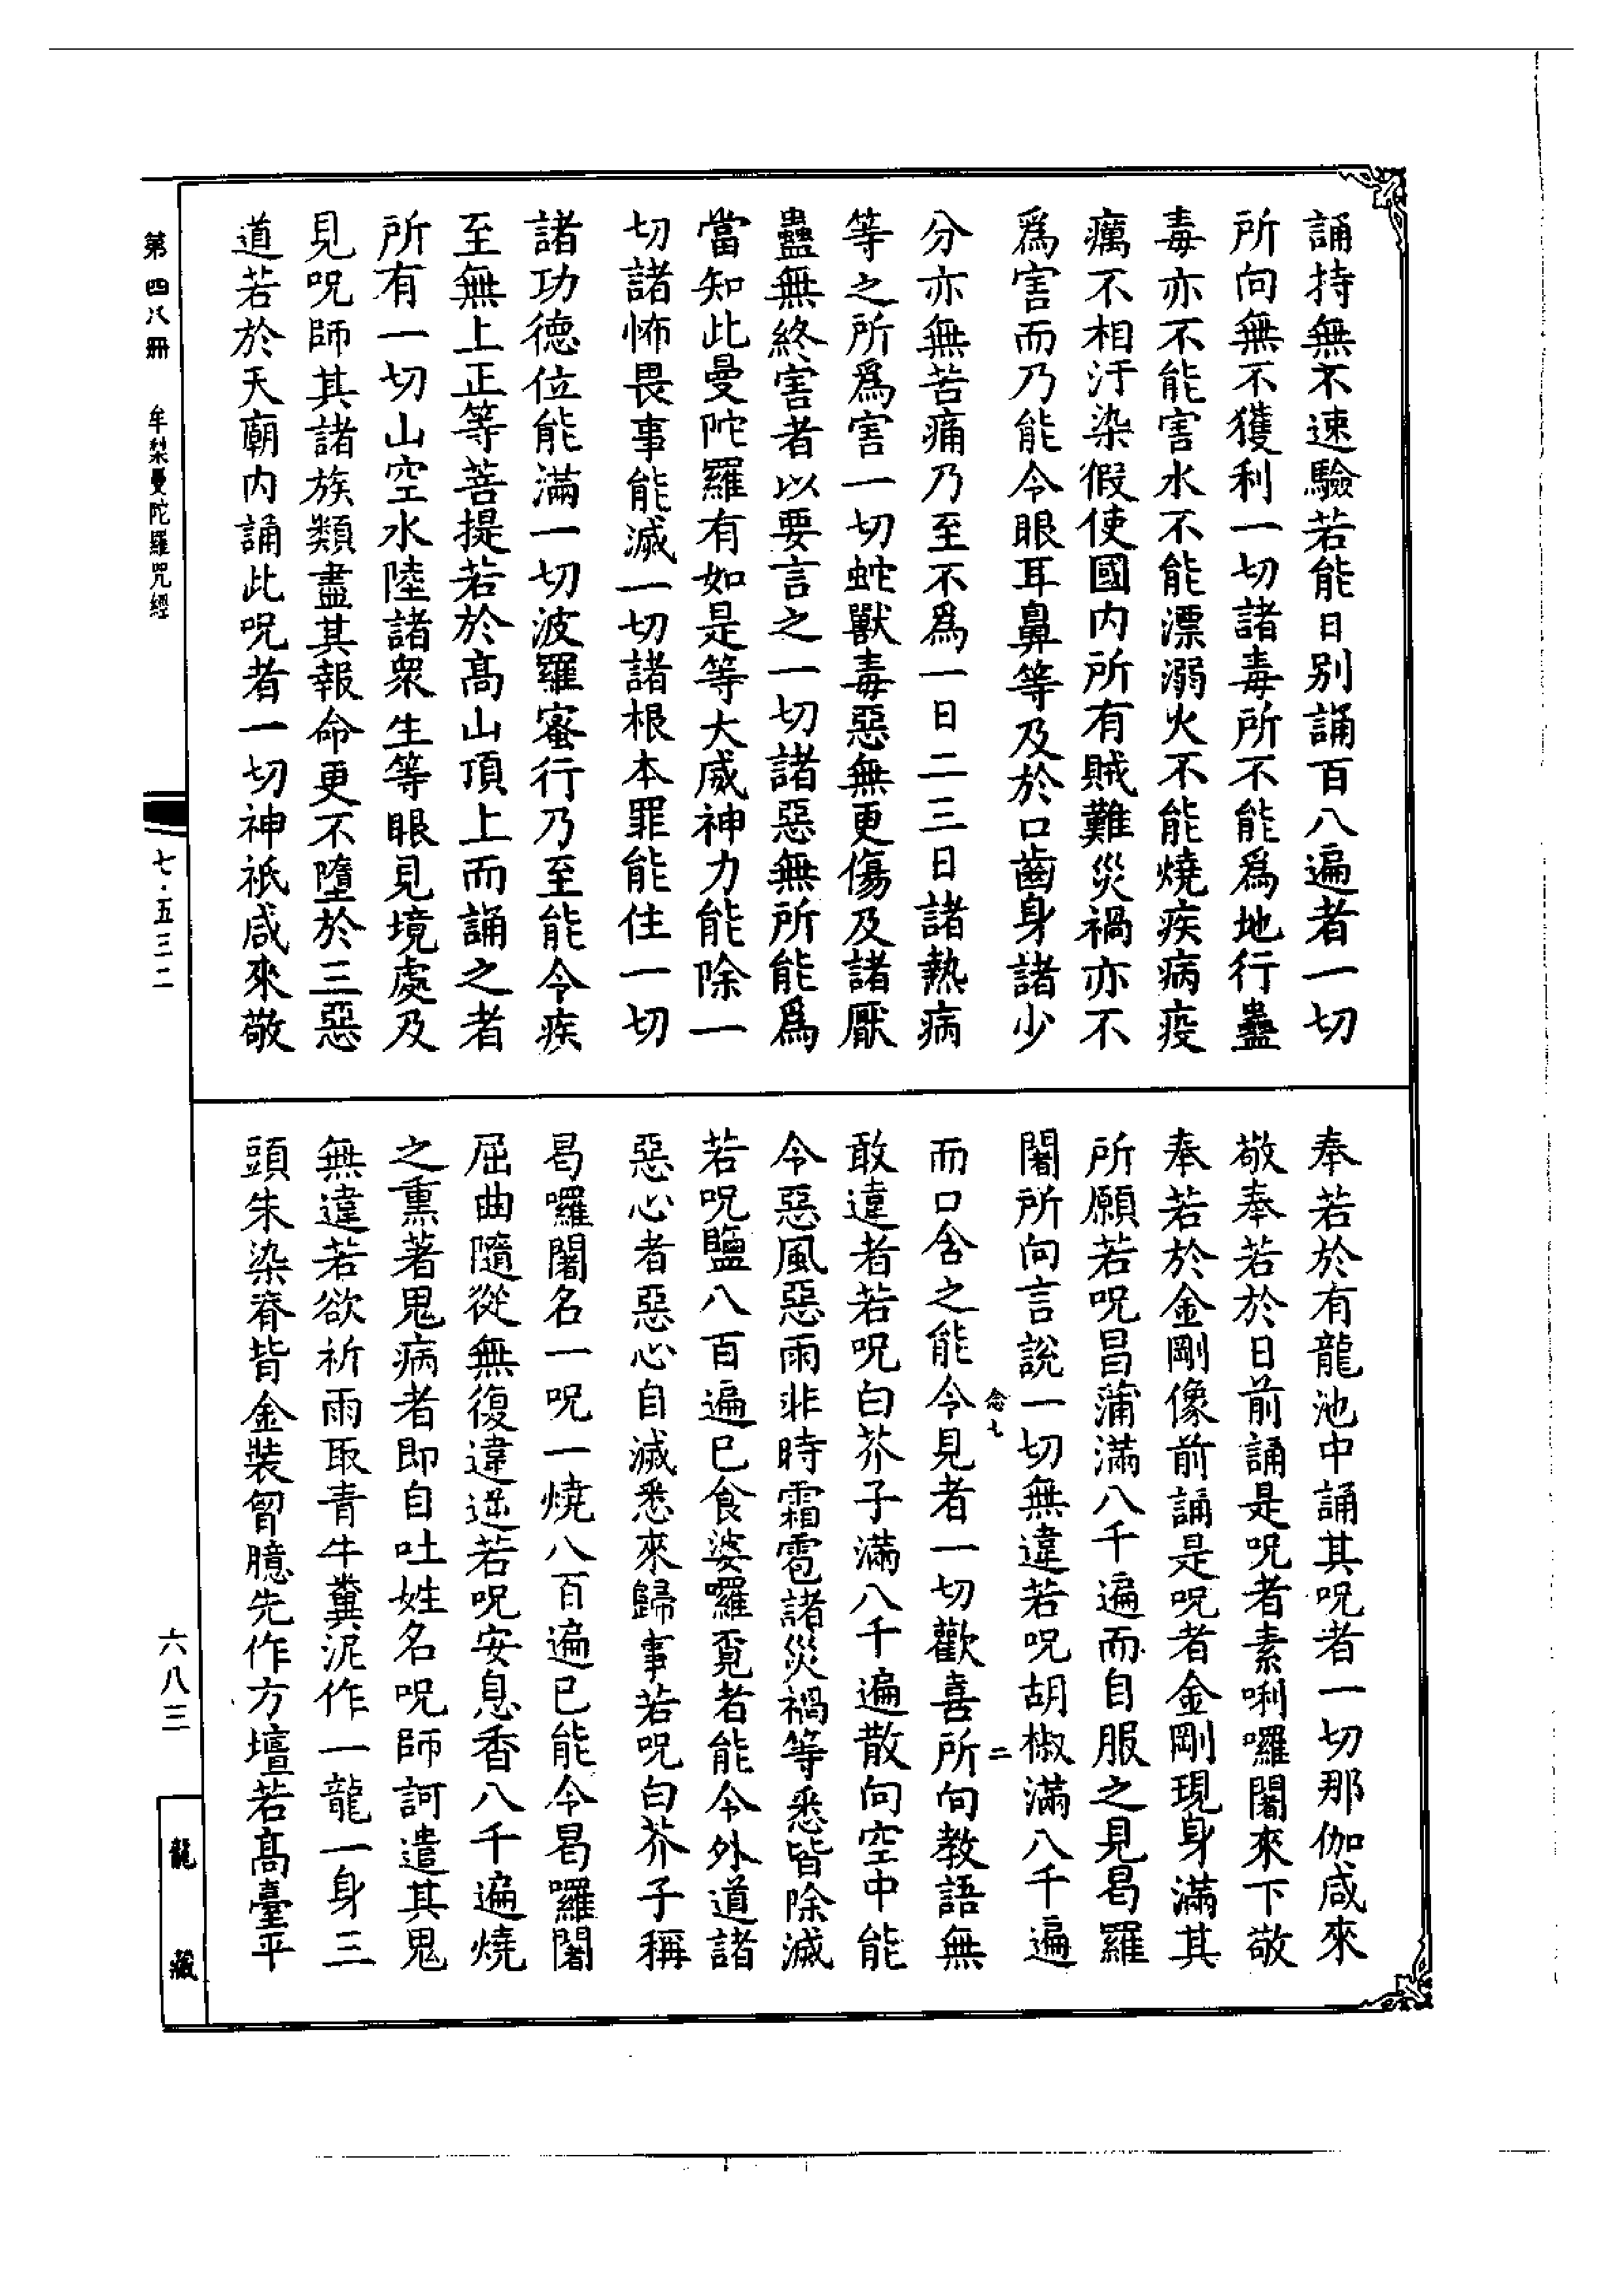 誦持無不速驗若能日别誦百八遍者一切
所向無不獲利一切諸毒所不能爲地行蠱
毒亦不能害水不能漂溺火不能燒疾病疫
癘不相汙染假使國内所有賊難災禍亦不
爲害而乃能令眼耳鼻等及於口齒身諸少
分亦無苦痛乃至不爲一日二三日諸熱病
等之所爲害一切蛇獸毒惡無更傷及諸厭
蠱無終害者以要言之一切諸惡無所能爲
當知此曼陀羅有如是等大威神力能除一
切諸怖畏事能滅一切諸根本罪能住一切
諸功德位能滿一切波羅蜜行乃至能令疾
至無上正等菩提若於高山頂上而誦之者
所有一切山空水陸諸衆生等眼見境處及
見呪師其諸族類盡其報命更不墮於三惡
道若於天廟内誦此呪者一切神祇咸來敬
奉若於有龍池中誦其呪者一切那伽咸來
敬奉若於日前誦是呪者素唎囉闍來下敬
奉若於金剛像前誦是呪者金剛現身滿其
所願若呪昌蒲滿八千遍而自服之見曷羅
闍所向言說一切無違若呪胡椒滿八千遍
而口含之能令見者一切歡喜所向教語無
敢違者若呪白芥子滿八千遍散向空中能
令惡風惡雨非時霜雹諸災禍等悉皆除滅
若呪鹽八百遍已食婆囉覔者能令外道諸
惡心者惡心自滅悉來歸事若呪白芥子稱
曷囉闍名一呪一燒八百遍已能令曷囉闍
屈曲隨從無復違逆若呪安息香八千遍燒
之熏著鬼病者即自吐姓名呪師訶遣其鬼
無違若欲祈雨取青牛糞泥作一龍一身三
頭朱染脊背金裝胷臆先作方壇若高臺平
念七
二
第四八冊 牟梨曼陀羅咒經
七·五三二
六八三
龍藏